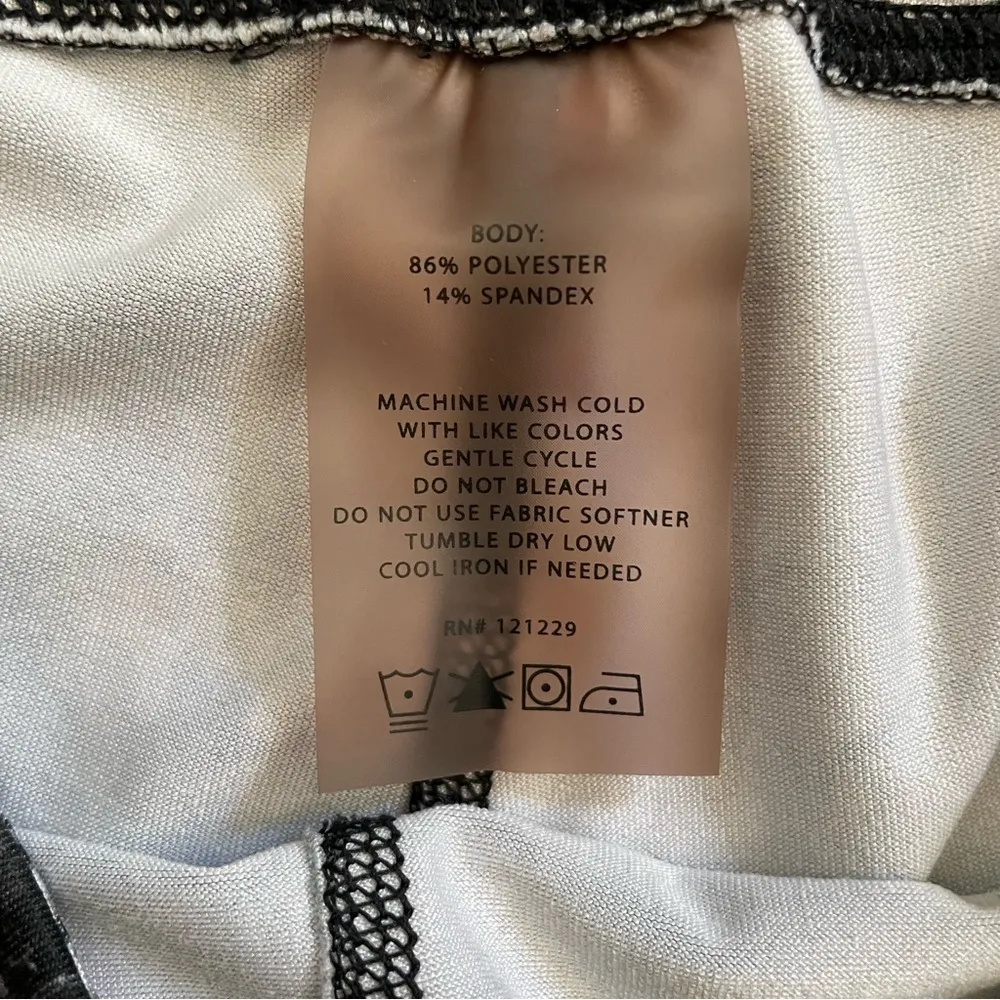 BODY:
86% POLYESTER
14% SPANDEX
MACHINE WASH COLD
WITH LIKE COLORS
GENTLE CYCLE
DO NOT BLEACH
DO NOT USE FABRIC SOFTNER
TUMBLE DRY LOW
COOL IRON IF NEEDED
RN# 121229